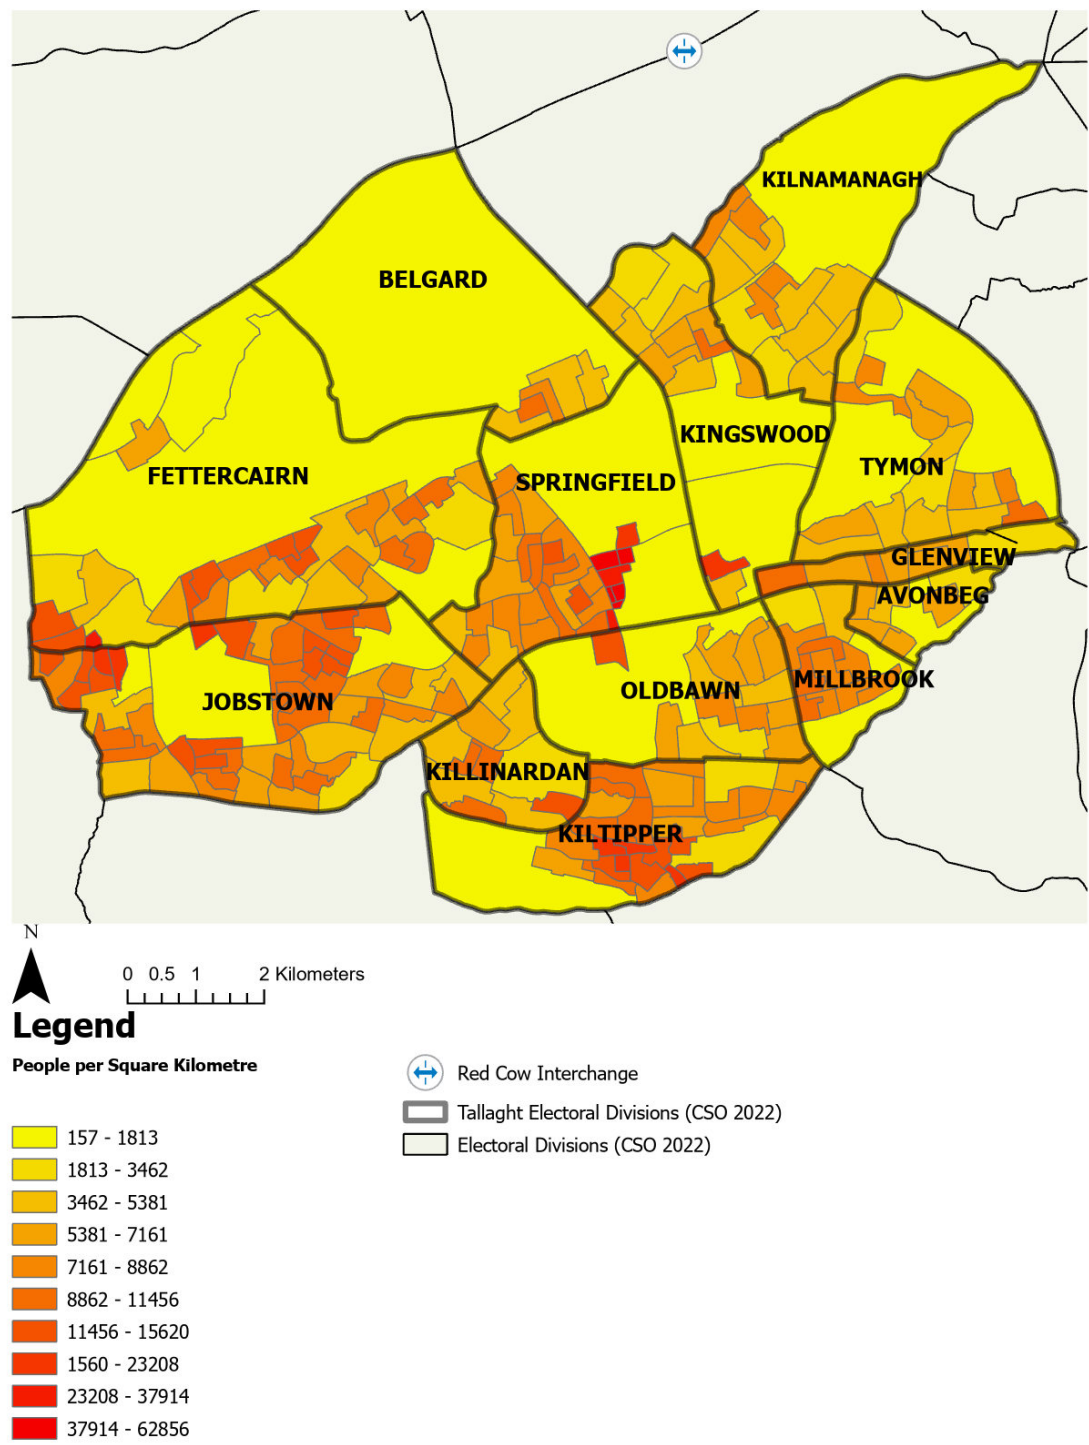 KILNAMANAGH
BELGARD
KINGSWOOD
TYMON
FETTERCAIRN
SPRINGFIELD
GLENVIEW
AVONBEG
MILLBROOK
OLDBAWN
JOBSTOWN
KILLINARDAN
KILTIPPER
N
0 0.5 1 2 Kilometers
Legend
People per Square Kilometre
157 - 1813
1813 - 3462
3462 - 5381
5381 - 7161
7161 - 8862
8862 - 11456
11456 - 15620
1560 - 23208
23208 - 37914
37914 - 62856
Red Cow Interchange
Tallaght Electoral Divisions (CSO 2022)
Electoral Divisions (CSO 2022)